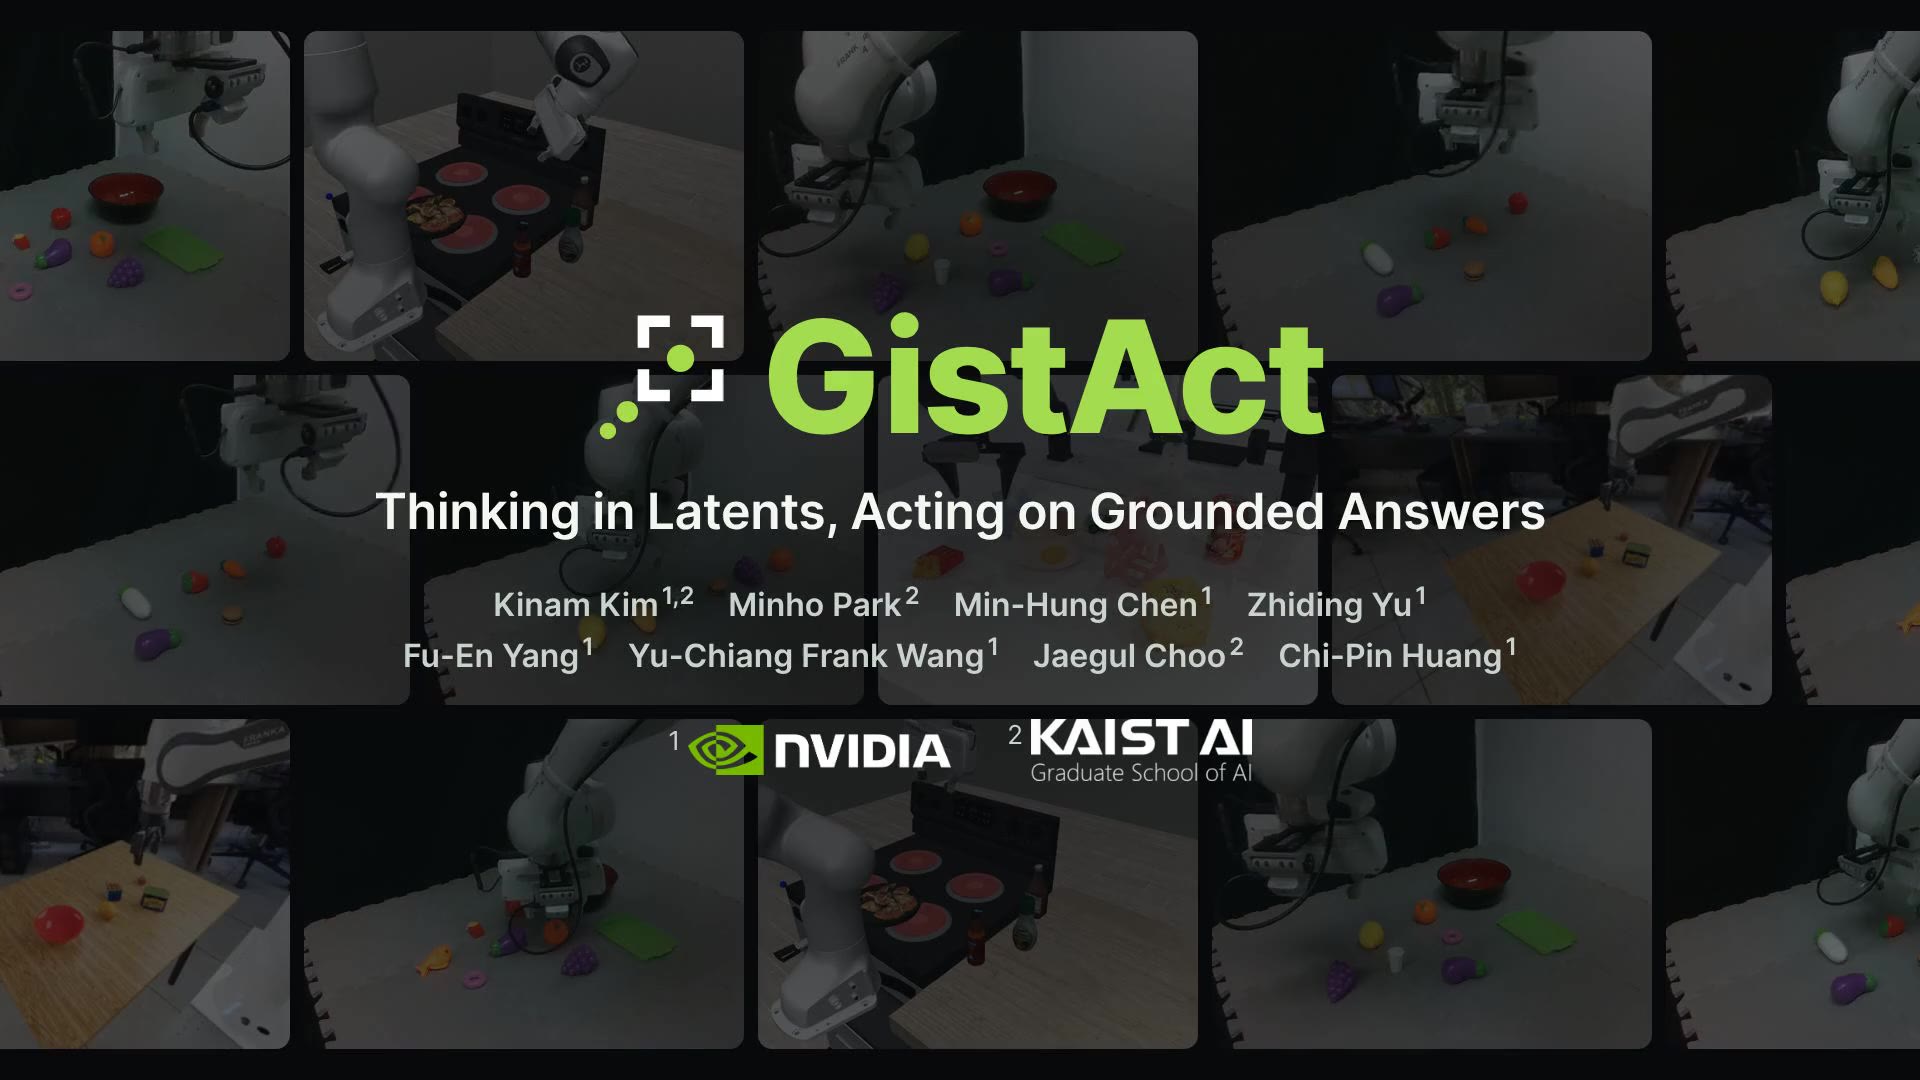 GistAct
Thinking in Latents, Acting on Grounded Answers
Kinam Kim1,2 Minho Park2 Min-Hung Chen1 Zhiding Yu1
Fu-En Yang1 Yu-Chiang Frank Wang1 Jaegul Choo2 Chi-Pin Huang1
1 NVIDIA 2 KAIST AI
Graduate School of AI